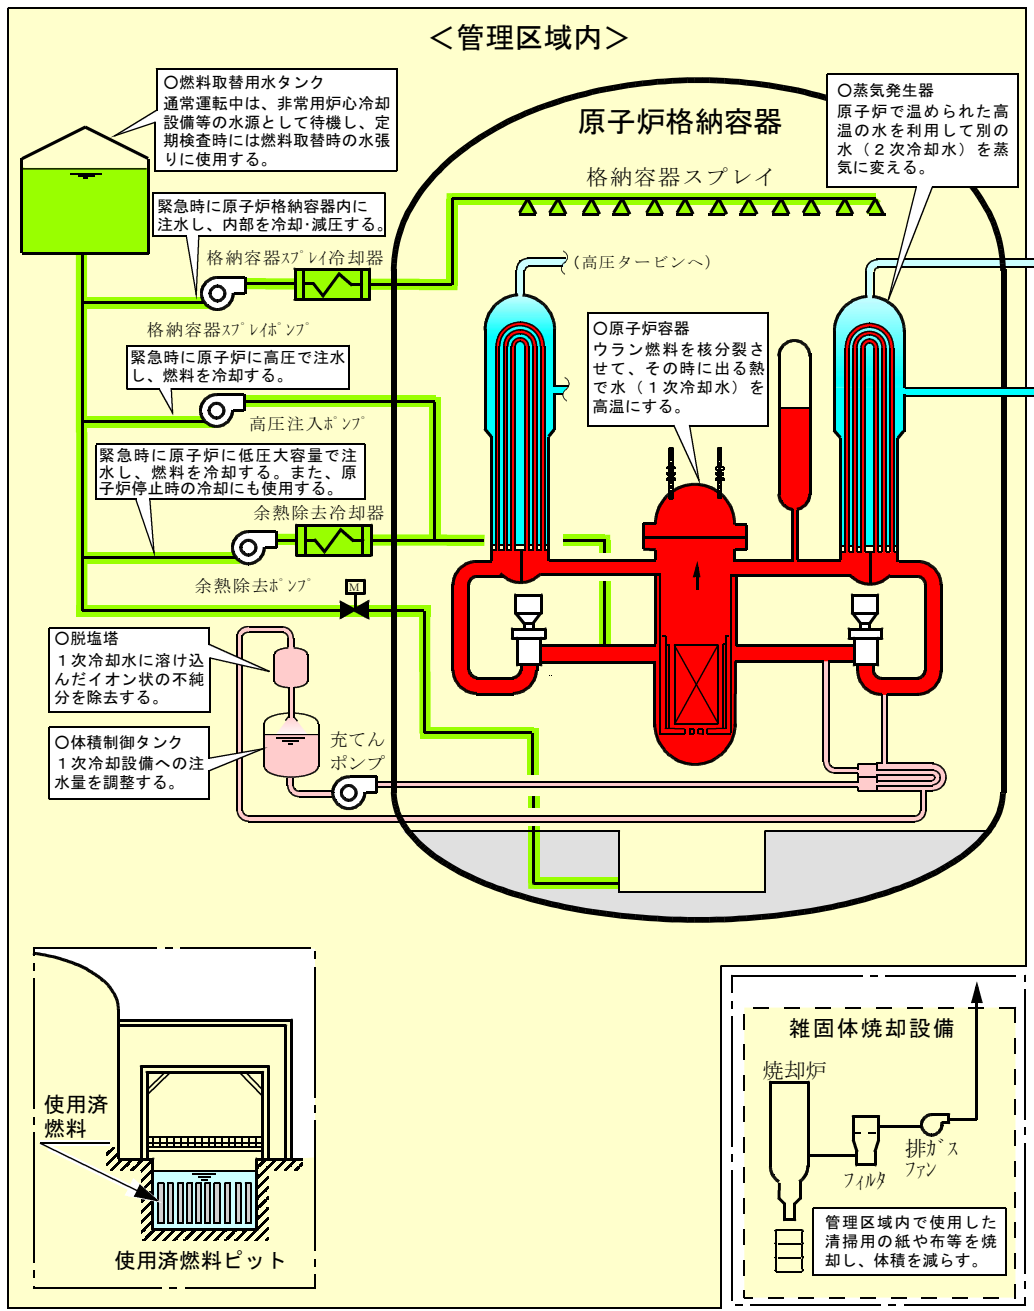 ＜管理区域内＞
○燃料取替用水タンク
通常運転中は、非常用炉心冷却
設備等の水源として待機し、定
期検査時には燃料取替時の水張
りに使用する。
○蒸気発生器
原子炉で温められた高
温の水を利用して別の
水（２次冷却水）を蒸
気に変える。
原子炉格納容器
格納容器スプレイ
緊急時に原子炉格納容器内に
注水し、内部を冷却･減圧する。
格納容器ｽﾌﾟﾚｲ冷却器
（高圧タービンへ）
格納容器ｽﾌﾟﾚｲﾎﾟﾝﾌﾟ
○原子炉容器
ウラン燃料を核分裂さ
せて、その時に出る熱
で水（１次冷却水）を
高温にする。
緊急時に原子炉に高圧で注水
し、燃料を冷却する。
高圧注入ﾎﾟﾝﾌﾟ
緊急時に原子炉に低圧大容量で注
水し、燃料を冷却する。また、原
子炉停止時の冷却にも使用する。
余熱除去冷却器
余熱除去ﾎﾟﾝﾌﾟ
M
○脱塩塔
１次冷却水に溶け込
んだイオン状の不純
分を除去する。
○体積制御タンク
１次冷却設備への注
水量を調整する。
充てん
ポンプ
使用済
燃料
使用済燃料ピット
雑固体焼却設備
焼却炉
フィルタ
排ｶﾞｽ
ファン
管理区域内で使用した
清掃用の紙や布等を焼
却し、体積を減らす。